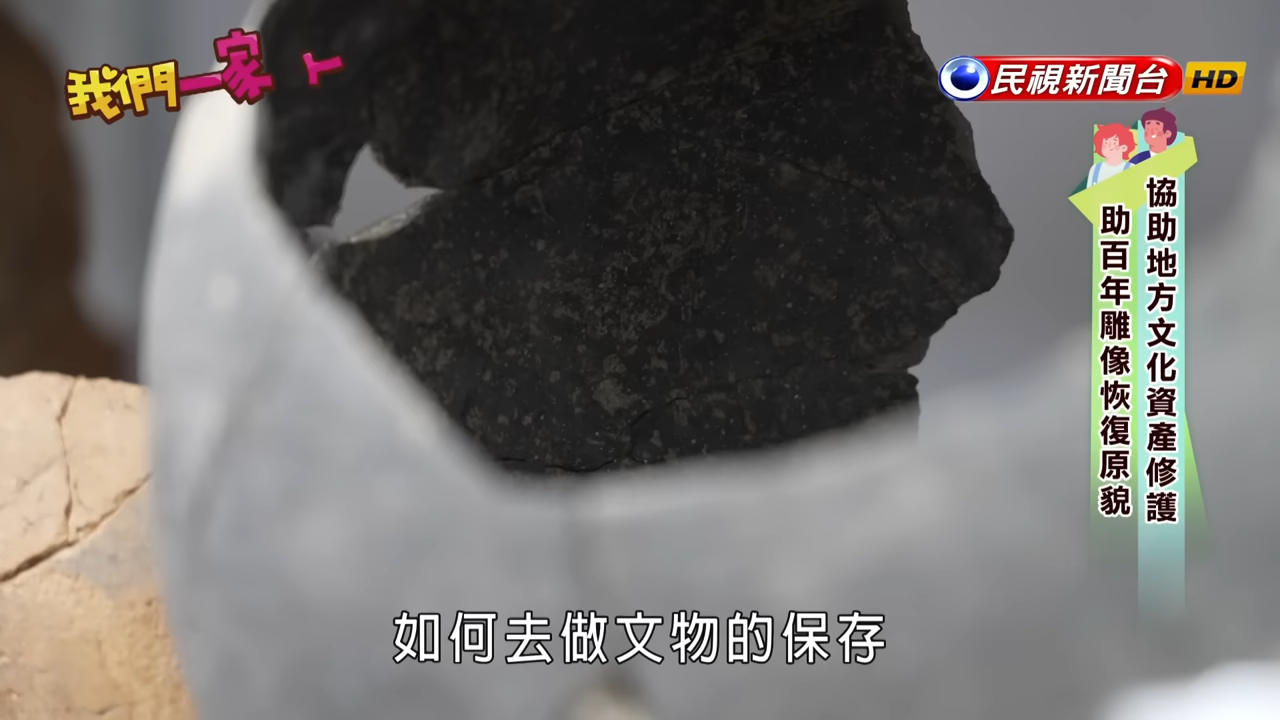 我們一家
民視新聞台 HD
協助地方文化資產修護
助百年雕像恢復原貌
如何去做文物的保存